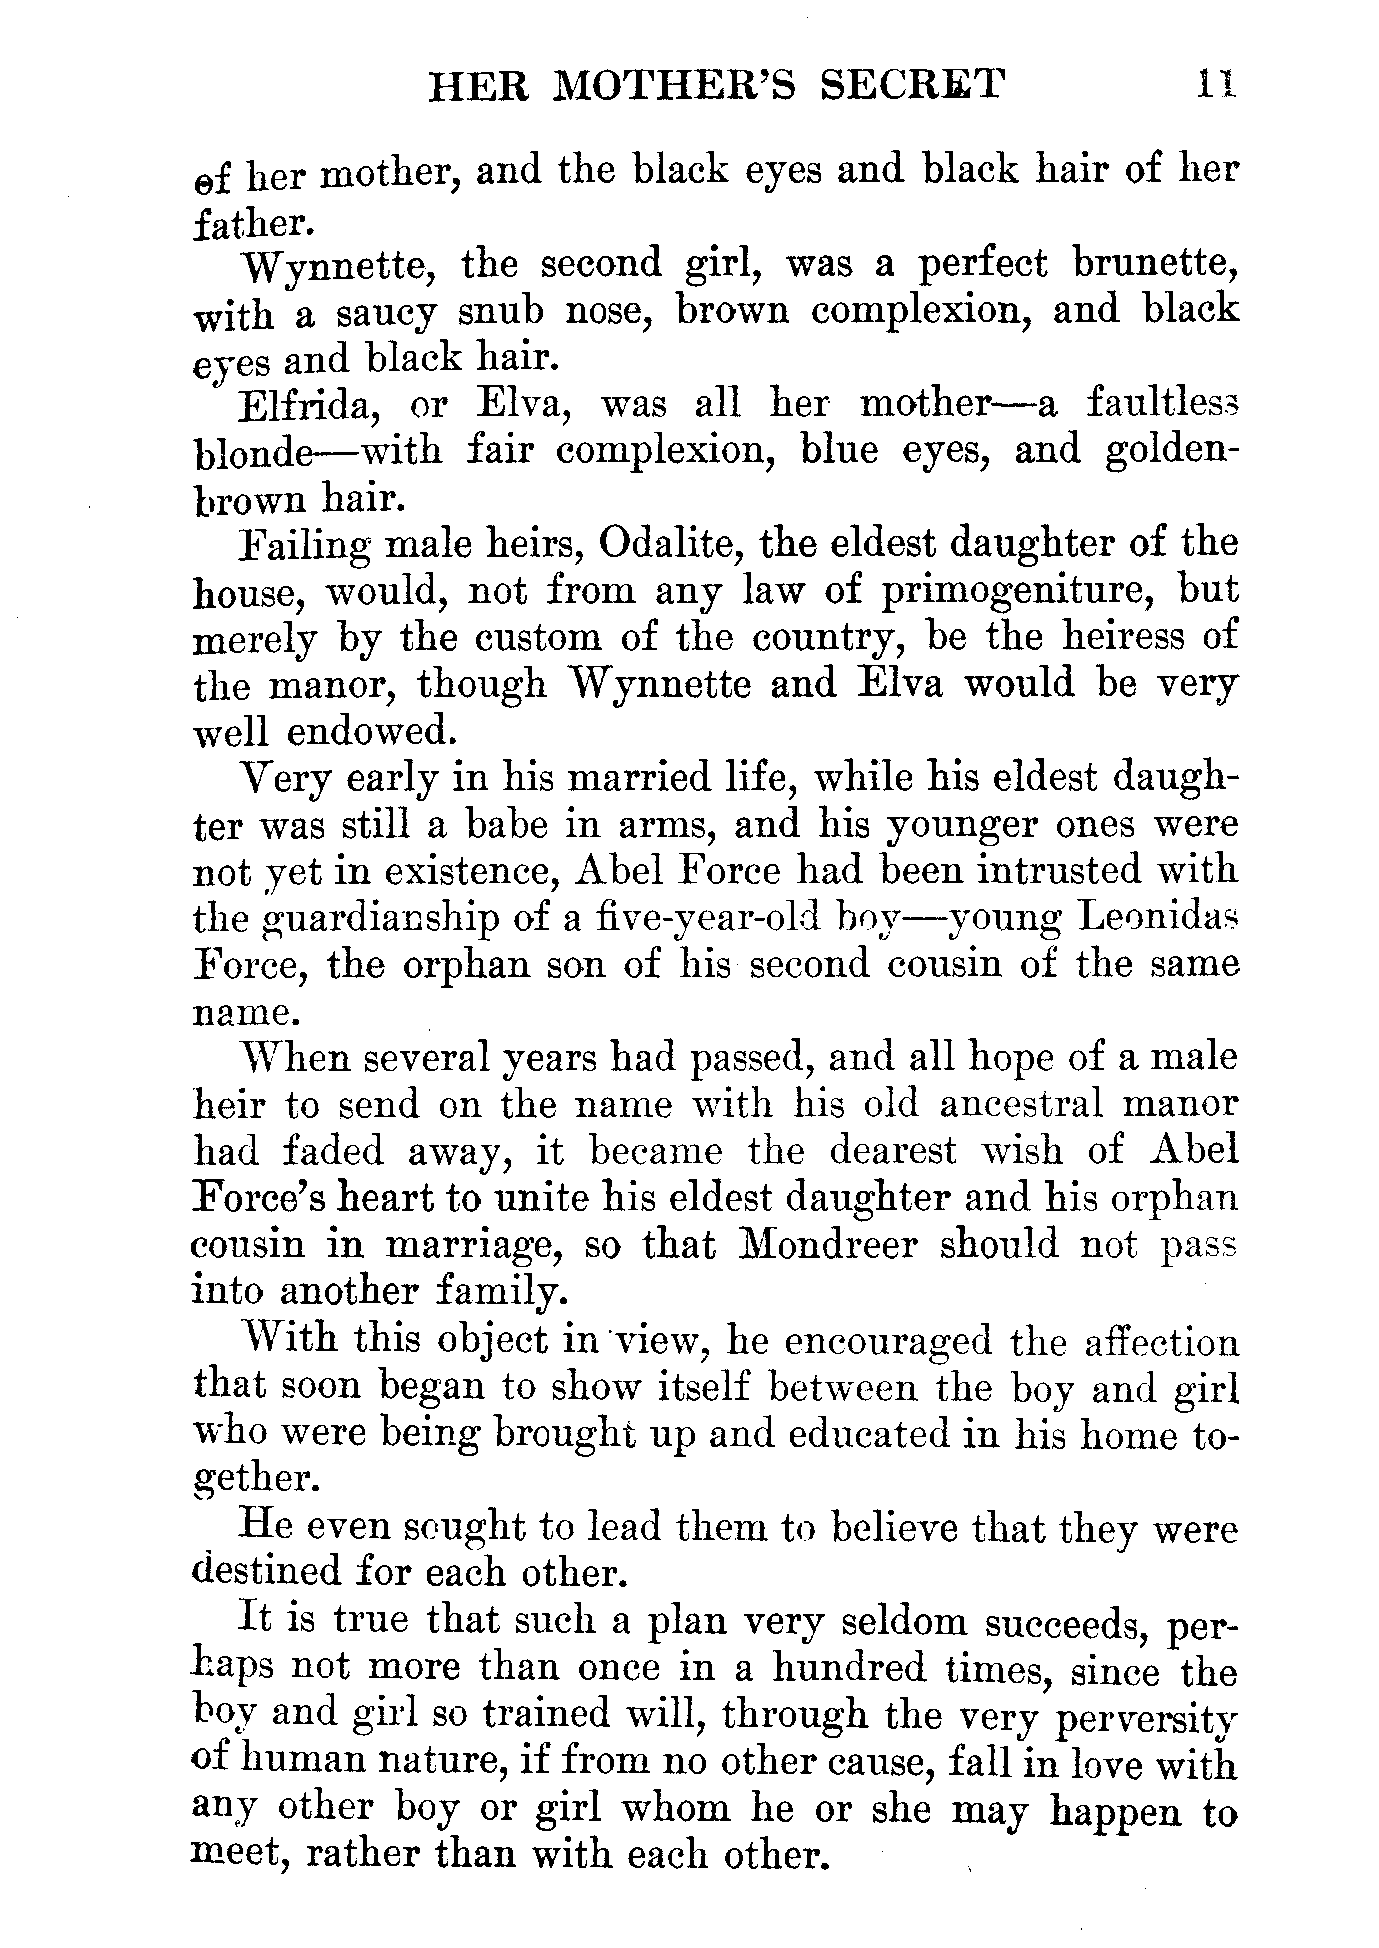 HER MOTHER'S SECRET 11
of her mother, and the black eyes and black hair of her
father.
Wynnette, the second girl, was a perfect brunette,
with a saucy snub nose, brown complexion, and black
eyes and black hair.
Elfrida, or Elva, was all her mother—a faultless
blonde—with fair complexion, blue eyes, and golden-
brown hair.
Failing male heirs, Odalite, the eldest daughter of the
house, would, not from any law of primogeniture, but
merely by the custom of the country, be the heiress of
the manor, though Wynnette and Elva would be very
well endowed.
Very early in his married life, while his eldest daugh-
ter was still a babe in arms, and his younger ones were
not yet in existence, Abel Force had been intrusted with
the guardianship of a five-year-old boy—young Leonidas
Force, the orphan son of his second cousin of the same
name.
When several years had passed, and all hope of a male
heir to send on the name with his old ancestral manor
had faded away, it became the dearest wish of Abel
Force's heart to unite his eldest daughter and his orphan
cousin in marriage, so that Mondreer should not pass
into another family.
With this object in view, he encouraged the affection
that soon began to show itself between the boy and girl
who were being brought up and educated in his home to-
gether.
He even sought to lead them to believe that they were
destined for each other.
It is true that such a plan very seldom succeeds, per-
haps not more than once in a hundred times, since the
boy and girl so trained will, through the very perversity
of human nature, if from no other cause, fall in love with
any other boy or girl whom he or she may happen to
meet, rather than with each other.